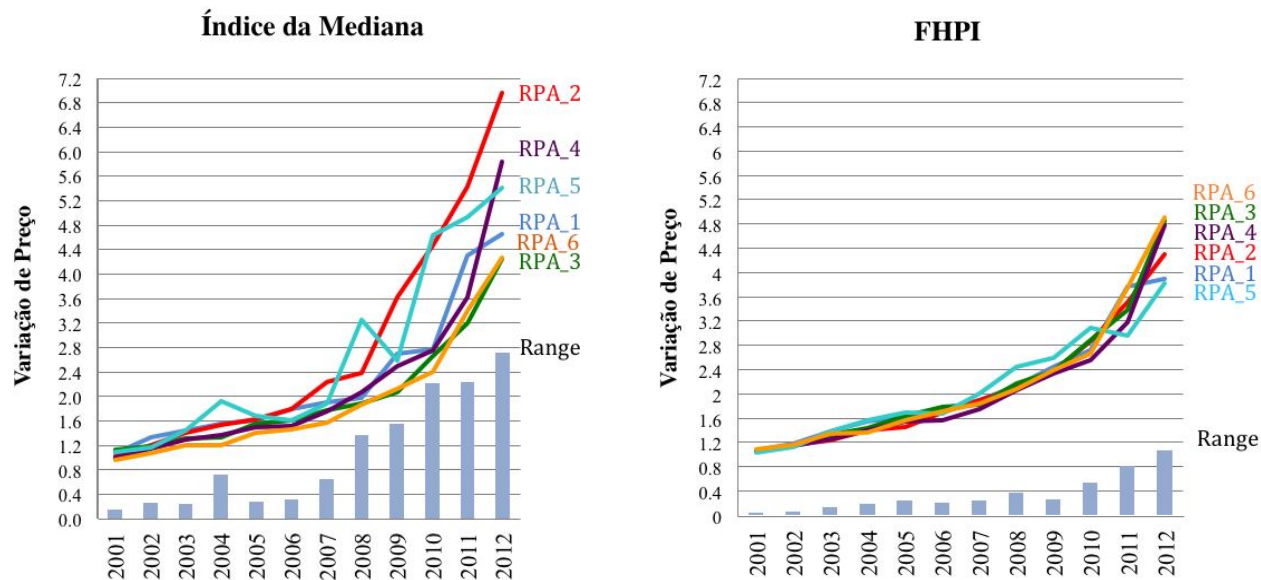 Índice da Mediana
Variação de Preço
7.2
6.8
6.4
6.0
5.6
5.2
4.8
4.4
4.0
3.6
3.2
2.8
2.4
2.0
1.6
1.2
0.8
0.4
0.0
RPA_2
RPA_4
RPA_5
RPA_1
RPA_6
RPA_3
Range
2001 2002 2003 2004 2005 2006 2007 2008 2009 2010 2011 2012
FHPI
Variação de Preço
7.2
6.8
6.4
6
5.6
5.2
4.8
4.4
4
3.6
3.2
2.8
2.4
2
1.6
1.2
0.8
0.4
0
RPA_6
RPA_3
RPA_4
RPA_2
RPA_1
RPA_5
Range
2001 2002 2003 2004 2005 2006 2007 2008 2009 2010 2011 2012